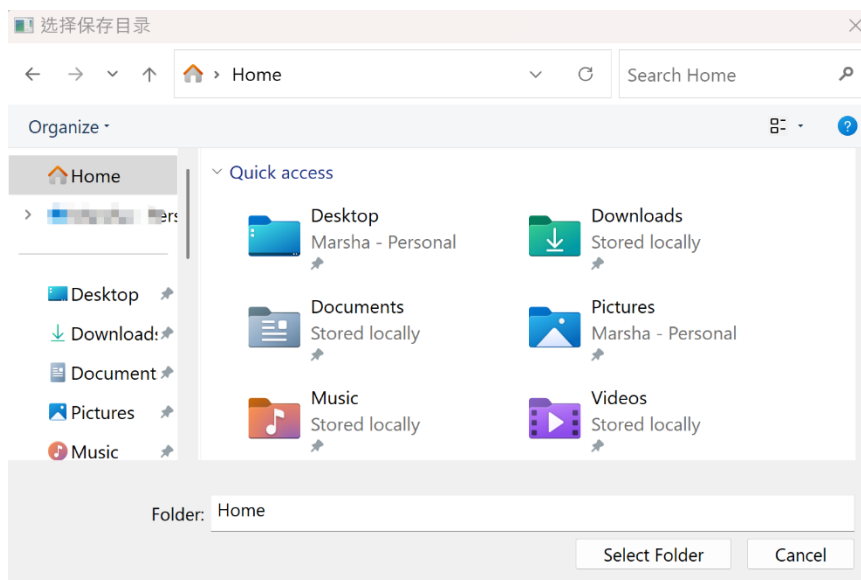 选择保存目录
Home
Search Home
Organize
Home
Desktop
Downloads
Document
Pictures
Music
Quick access
Desktop
Marsha - Personal
Downloads
Stored locally
Documents
Stored locally
Pictures
Marsha - Personal
Music
Stored locally
Videos
Stored locally
Folder: Home
Select Folder
Cancel